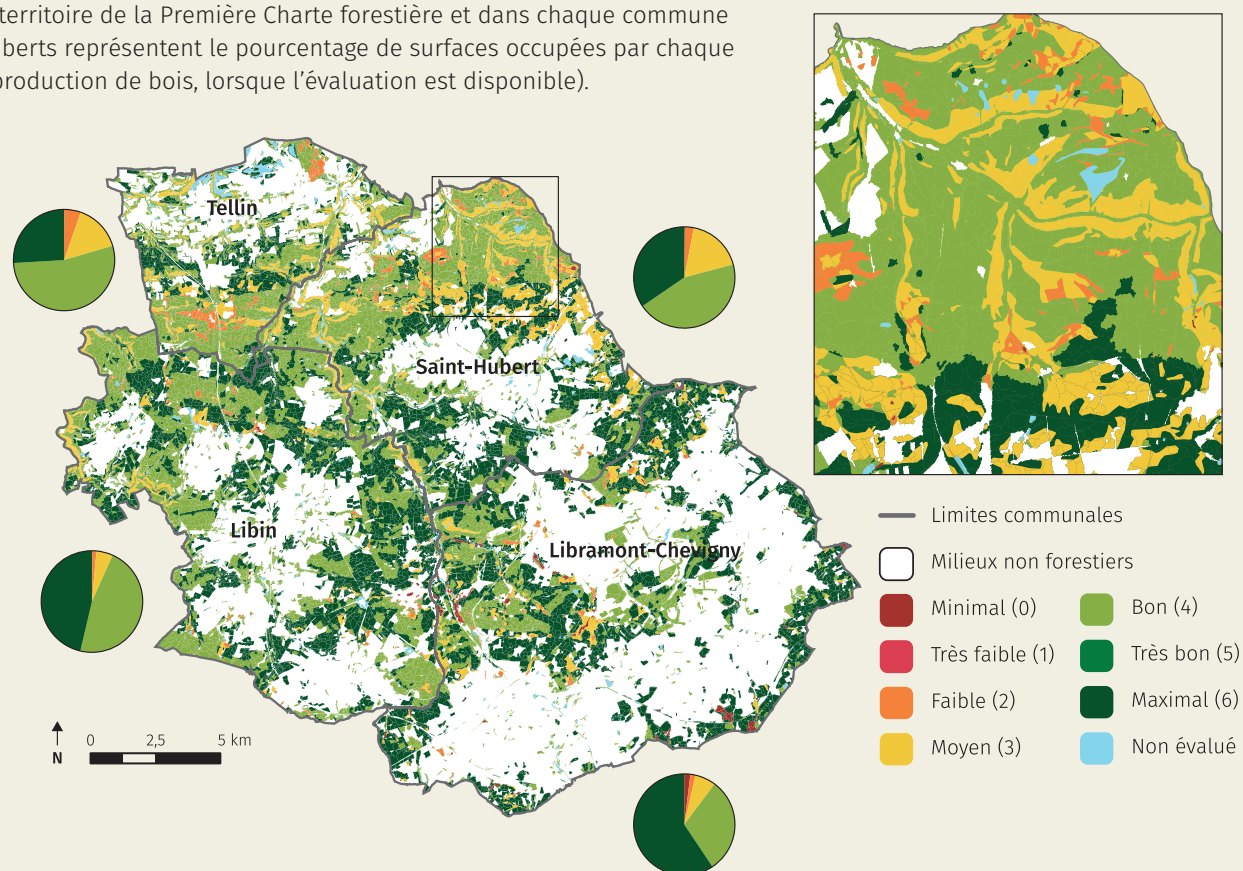 territoire de la Première Charte forestière et dans chaque commune
berts représentent le pourcentage de surfaces occupées par chaque
production de bois, lorsque l'évaluation est disponible).
Tellin
Saint-Hubert
Libin
Libramont-Chevigny
Limites communales
Milieux non forestiers
Minimal (0)
Très faible (1)
Faible (2)
Moyen (3)
Bon (4)
Très bon (5)
Maximal (6)
Non évalué
N
0 2,5 5 km